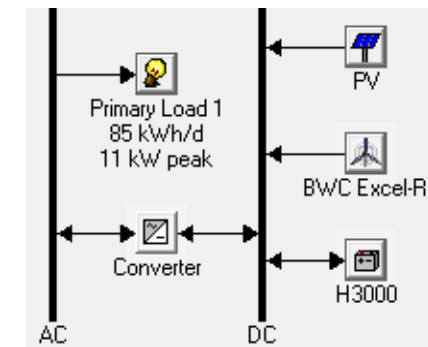 PV
Primary Load 1
85 kWh/d
11 kW peak
BWC Excel-R
Converter
H3000
AC
DC